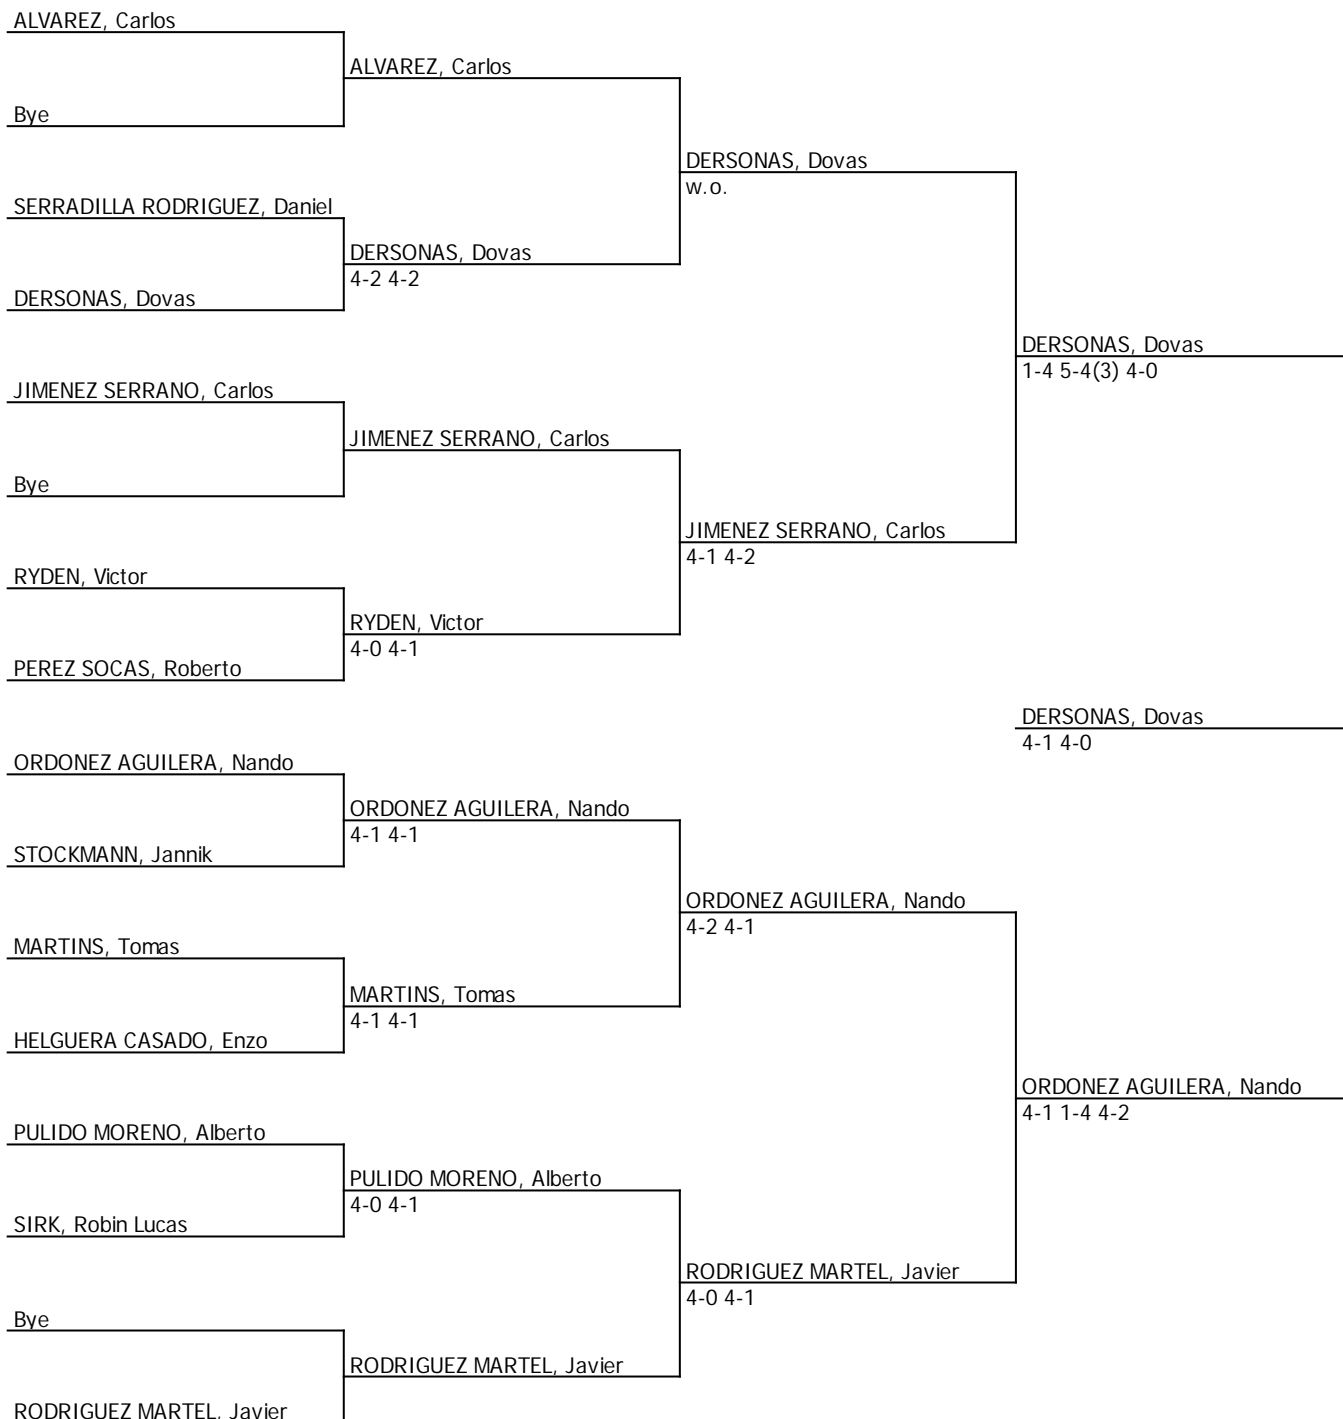 ALVAREZ, Carlos
ALVAREZ, Carlos
Bye
DERSONAS, Dovas
w.o.
SERRADILLA RODRIGUEZ, Daniel
DERSONAS, Dovas
4-2 4-2
DERSONAS, Dovas
DERSONAS, Dovas
1-4 5-4(3) 4-0
JIMENEZ SERRANO, Carlos
JIMENEZ SERRANO, Carlos
Bye
JIMENEZ SERRANO, Carlos
4-1 4-2
RYDEN, Victor
RYDEN, Victor
4-0 4-1
PEREZ SOCAS, Roberto
DERSONAS, Dovas
4-1 4-0
ORDONEZ AGUILERA, Nando
ORDONEZ AGUILERA, Nando
4-1 4-1
STOCKMANN, Jannik
ORDONEZ AGUILERA, Nando
4-2 4-1
MARTINS, Tomas
MARTINS, Tomas
4-1 4-1
HELGUERA CASADO, Enzo
ORDONEZ AGUILERA, Nando
4-1 1-4 4-2
PULIDO MORENO, Alberto
PULIDO MORENO, Alberto
4-0 4-1
SIRK, Robin Lucas
RODRIGUEZ MARTEL, Javier
4-0 4-1
Bye
RODRIGUEZ MARTEL, Javier
RODRIGUEZ MARTEL, Javier